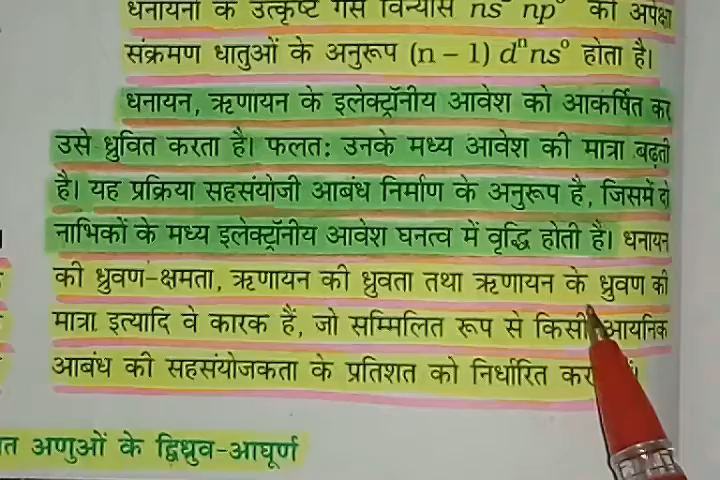 धनायनों के उत्कृष्ट गैस विन्यास ns² np⁶ की अपेक्षा
संक्रमण धातुओं के अनुरूप (n – 1) dⁿns⁰ होता है।
धनायन, ऋणायन के इलेक्ट्रॉनीय आवेश को आकर्षित कर
उसे ध्रुवित करता है। फलतः उनके मध्य आवेश की मात्रा बढ़ती
है। यह प्रक्रिया सहसंयोजी आबंध निर्माण के अनुरूप है, जिसमें दो
नाभिकों के मध्य इलेक्ट्रॉनीय आवेश घनत्व में वृद्धि होती है। धनायन
की ध्रुवण-क्षमता, ऋणायन की ध्रुवता तथा ऋणायन के ध्रुवण की
मात्रा इत्यादि वे कारक हैं, जो सम्मिलित रूप से किसी आयनिक
आबंध की सहसंयोजकता के प्रतिशत को निर्धारित
अणुओं के द्विध्रुव-आघूर्ण